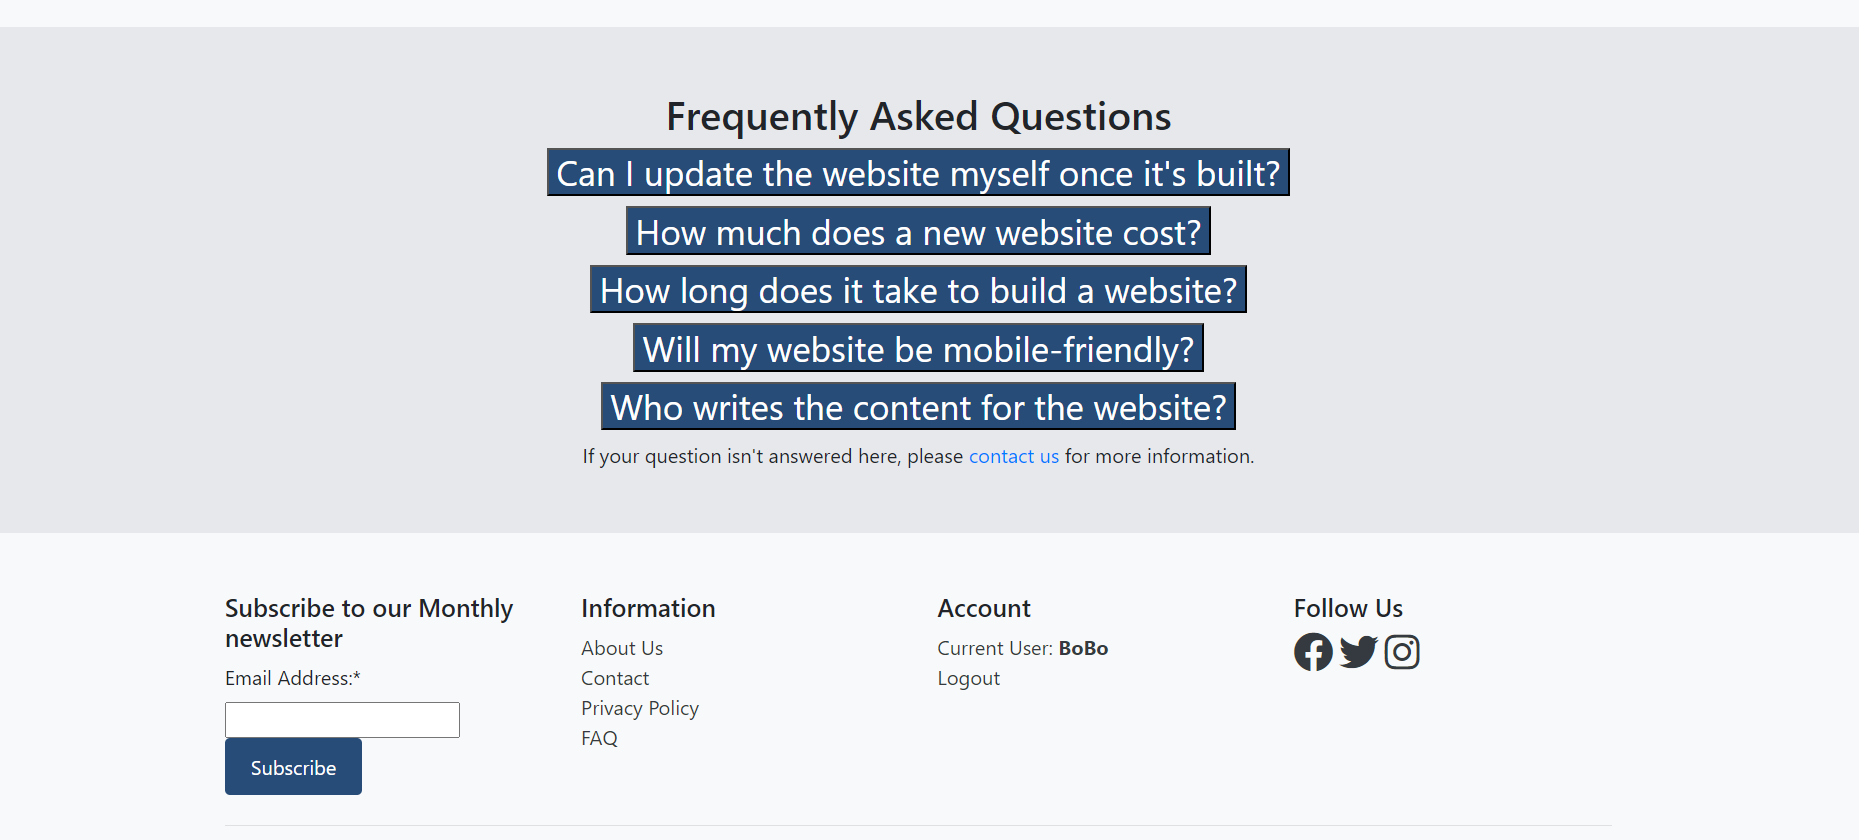 Frequently Asked Questions
Can I update the website myself once it's built?
How much does a new website cost?
How long does it take to build a website?
Will my website be mobile-friendly?
Who writes the content for the website?
If your question isn't answered here, please contact us for more information.
Subscribe to our Monthly
newsletter
Email Address:*
Subscribe
Information
About Us
Contact
Privacy Policy
FAQ
Account
Current User: BoBo
Logout
Follow Us